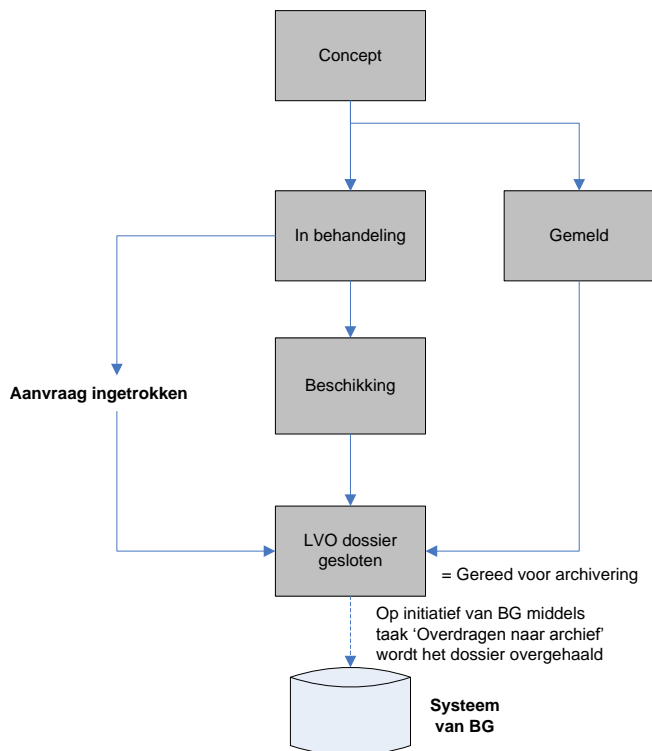 Concept
In behandeling
Gemeld
Aanvraag ingetrokken
Beschikking
LVO dossier
gesloten
= Gereed voor archivering
Op initiatief van BG middels
taak ‘Overdragen naar archief’
wordt het dossier overgehaald
Systeem
van BG